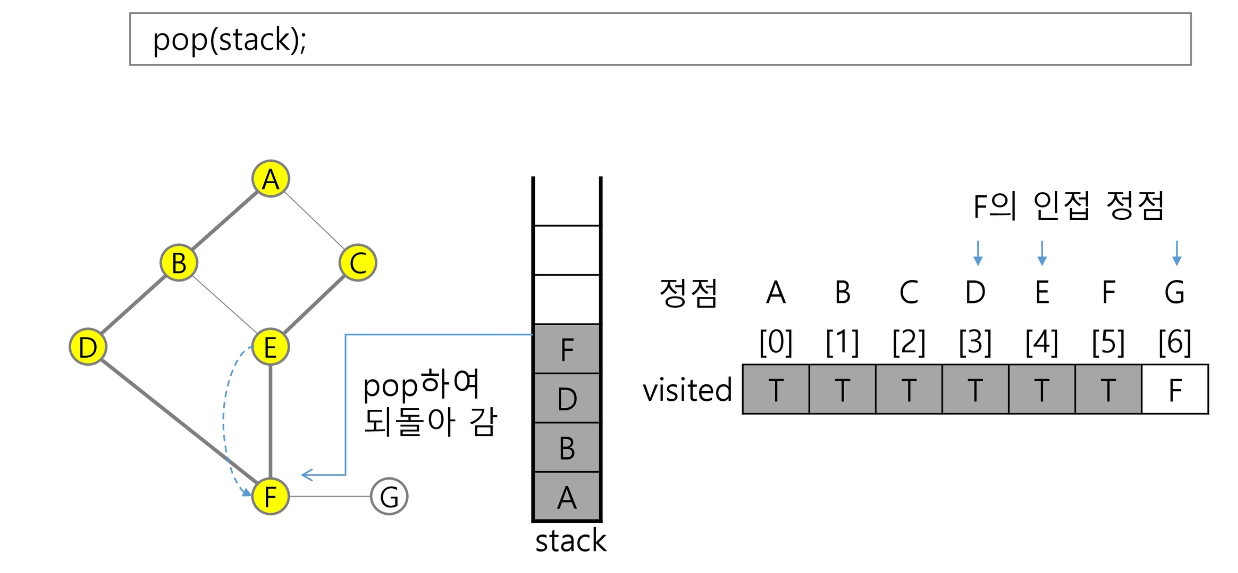 pop(stack);
A
B
C
D
E
F
G
pop하여
되돌아 감
F
D
B
A
stack
F의 인접 정점
정점 A B C D E F G
[0] [1] [2] [3] [4] [5] [6]
visited T T T T T T F